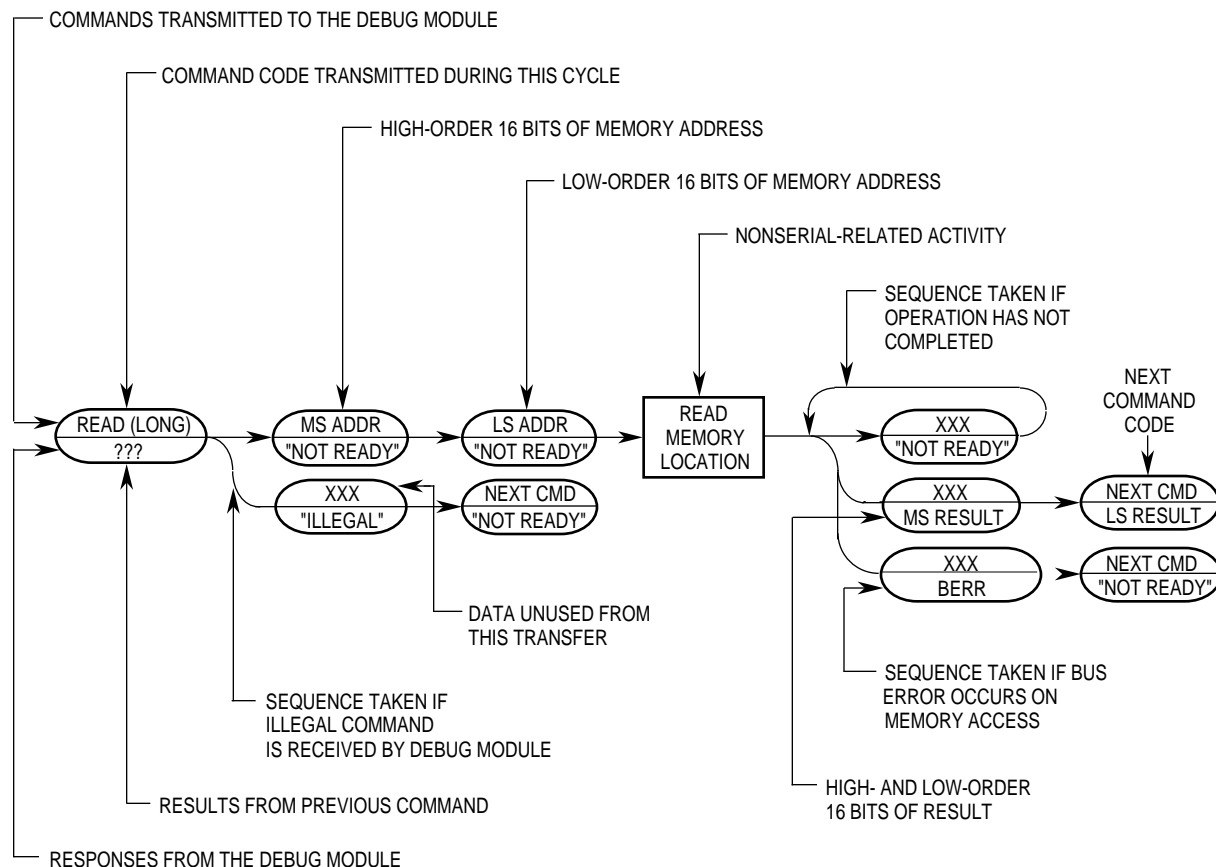 COMMANDS TRANSMITTED TO THE DEBUG MODULE
COMMAND CODE TRANSMITTED DURING THIS CYCLE
HIGH-ORDER 16 BITS OF MEMORY ADDRESS
LOW-ORDER 16 BITS OF MEMORY ADDRESS
NONSERIAL-RELATED ACTIVITY
SEQUENCE TAKEN IF
OPERATION HAS NOT
COMPLETED
NEXT
COMMAND
CODE
READ (LONG)
???
MS ADDR
"NOT READY"
LS ADDR
"NOT READY"
READ
MEMORY
LOCATION
XXX
"NOT READY"
XXX
"ILLEGAL"
NEXT CMD
"NOT READY"
XXX
MS RESULT
NEXT CMD
LS RESULT
XXX
BERR
NEXT CMD
"NOT READY"
DATA UNUSED FROM
THIS TRANSFER
SEQUENCE TAKEN IF
ILLEGAL COMMAND
IS RECEIVED BY DEBUG MODULE
SEQUENCE TAKEN IF BUS
ERROR OCCURS ON
MEMORY ACCESS
RESULTS FROM PREVIOUS COMMAND
HIGH- AND LOW-ORDER
16 BITS OF RESULT
RESPONSES FROM THE DEBUG MODULE